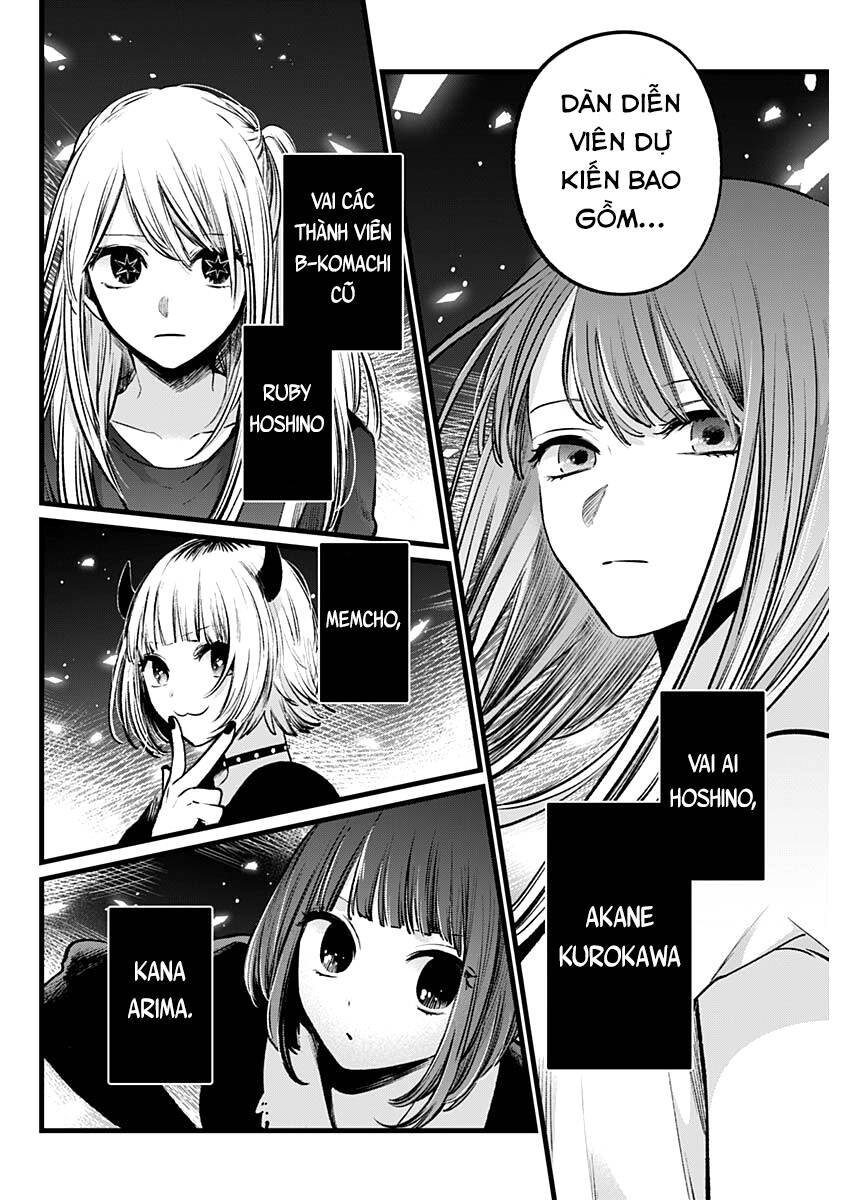 DÀN DIỄN
VIÊN DỰ
KIẾN BAO
GỒM...
VAI AI
HOSHINO,
AKANE
KUROKAWA
VAI CÁC
THÀNH VIÊN
B-KOMACHI
CŨ
RUBY
HOSHINO
MEMCHO,
KANA
ARIMA.